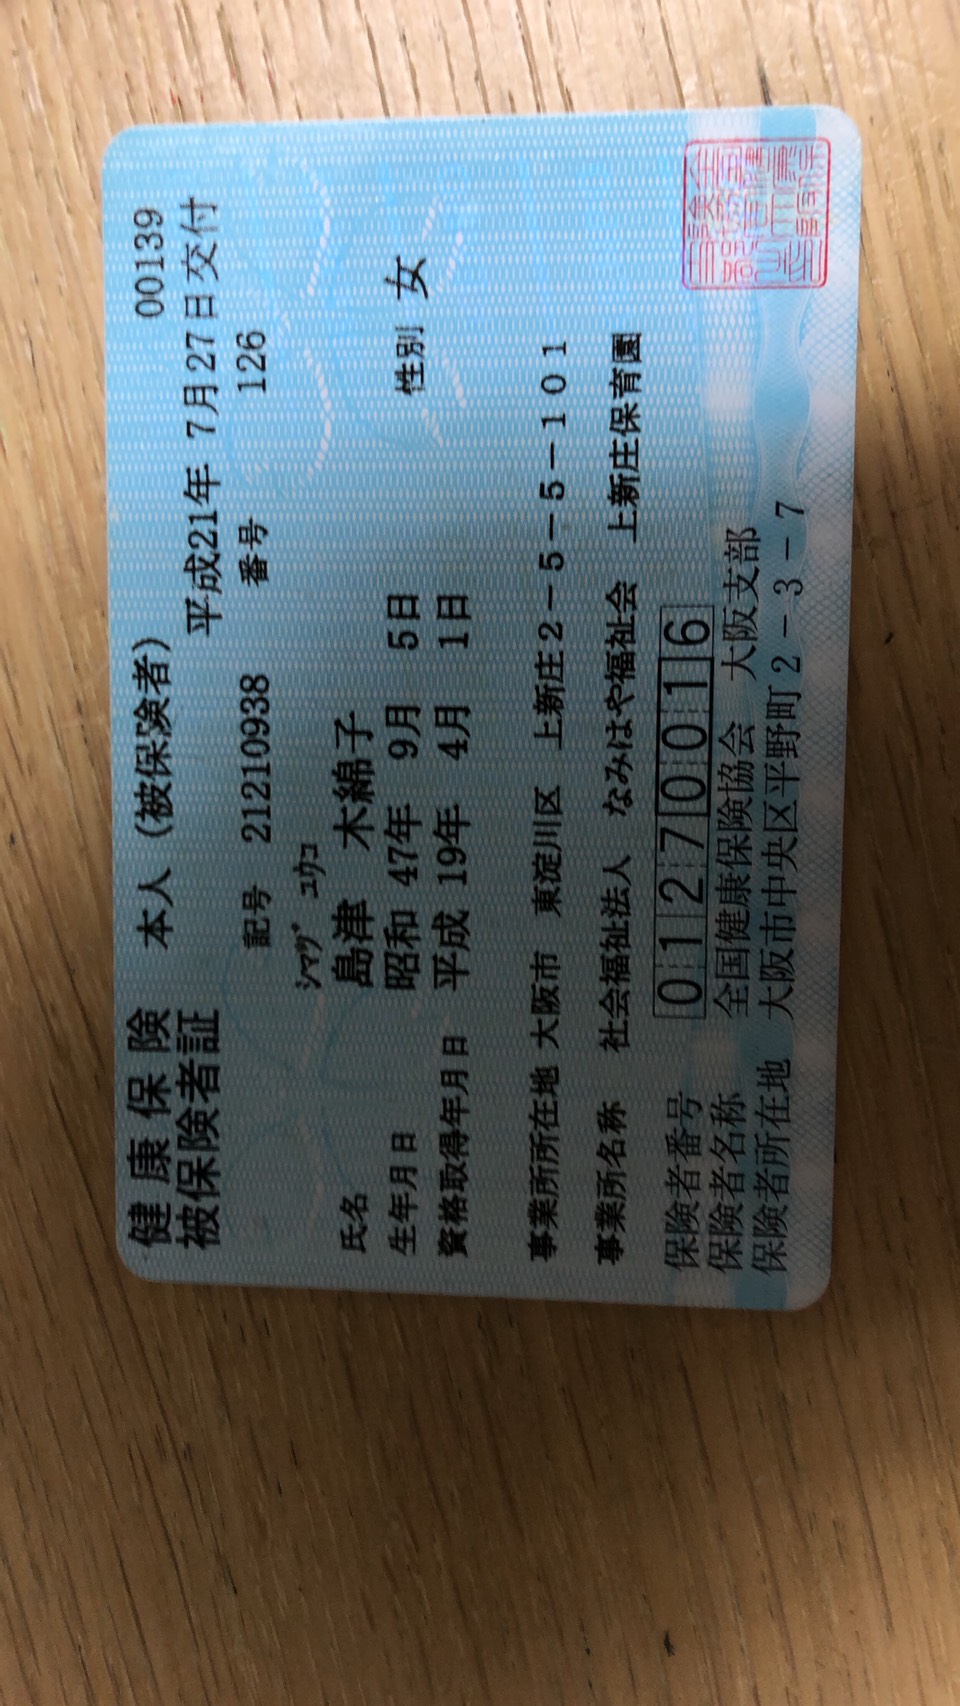 健康保険 本人（被保険者） 00139
被保険者証 平成21年 7月27日交付
記号 21210938 番号 126
ｼﾏﾂﾞ ﾕｳｺ
氏名 島津 木綿子
生年月日 昭和 47年 9月 5日 性別 女
資格取得年月日 平成 19年 4月 1日
事業所所在地 大阪市 東淀川区 上新庄２－５－５－１０１
事業所名称 社会福祉法人 なみはや福祉会 上新庄保育園
保険者番号 01270016
保険者名称 全国健康保険協会 大阪支部
保険者所在地 大阪市中央区平野町２－３－７